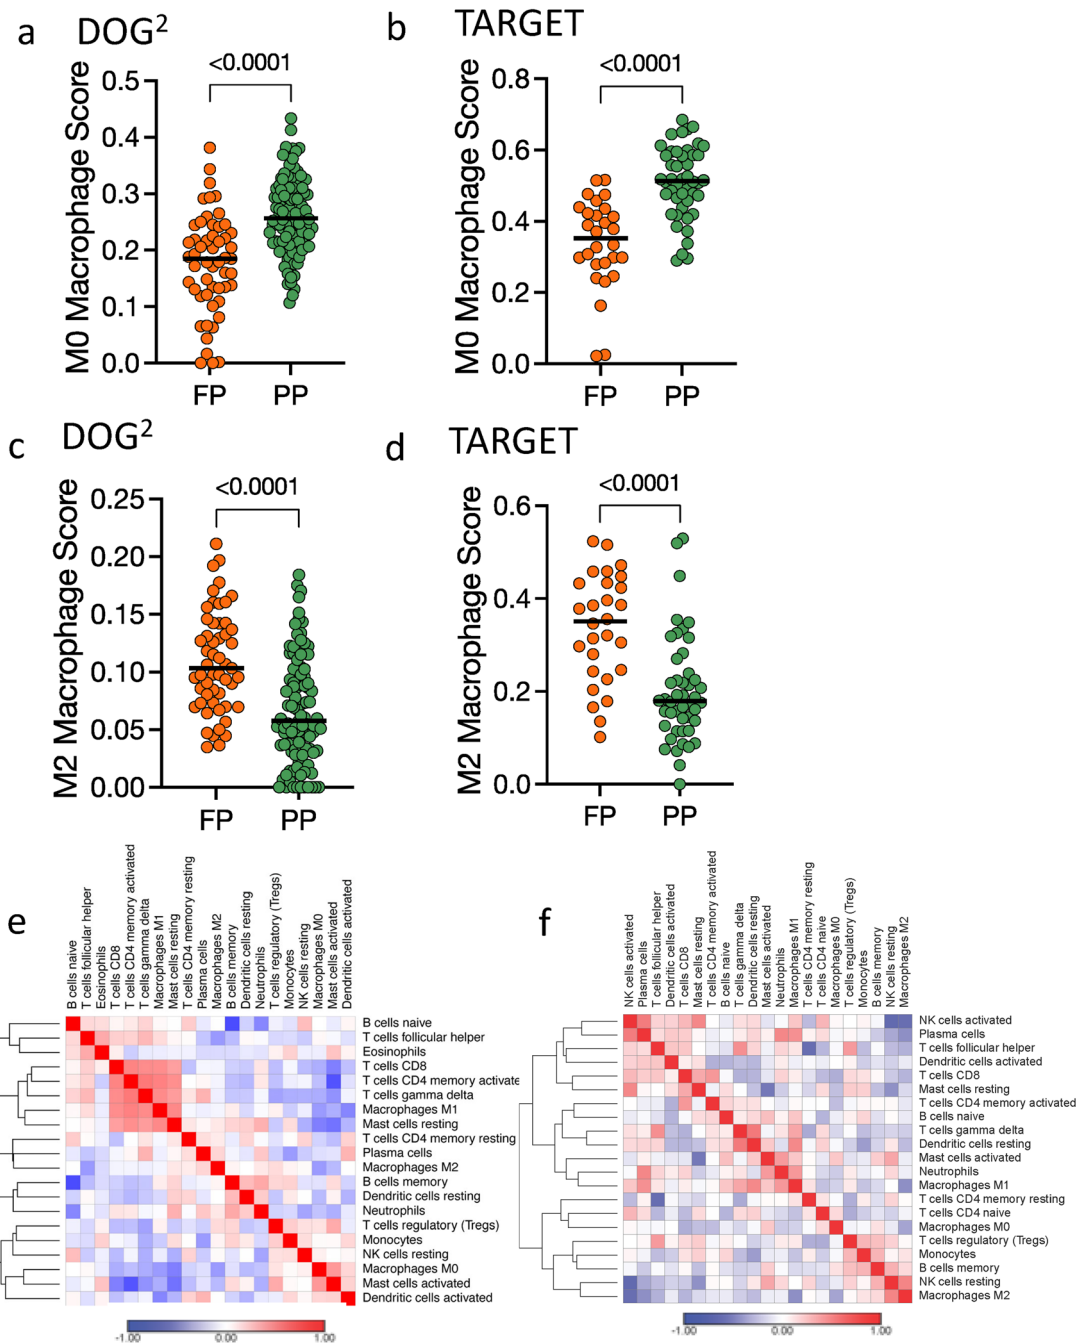 a DOG2
b TARGET
<0.0001
<0.0001
M0 Macrophage Score
0.5
0.4
0.3
0.2
0.1
0.0
FP PP
M0 Macrophage Score
0.8
0.6
0.4
0.2
0.0
FP PP
c DOG2
d TARGET
<0.0001
<0.0001
M2 Macrophage Score
0.25
0.20
0.15
0.10
0.05
0.00
FP PP
M2 Macrophage Score
0.6
0.4
0.2
0.0
FP PP
e
B cells naive
T cells follicular helper
Eosinophils
T cells CD8
T cells CD4 memory activated
T cells gamma delta
Macrophages M1
Mast cells resting
T cells CD4 memory resting
Plasma cells
Macrophages M2
B cells memory
Dendritic cells resting
Neutrophils
T cells regulatory (Tregs)
Monocytes
NK cells resting
Macrophages M0
Mast cells activated
Dendritic cells activated
B cells naive
T cells follicular helper
Eosinophils
T cells CD8
T cells CD4 memory activate
T cells gamma delta
Macrophages M1
Mast cells resting
T cells CD4 memory resting
Plasma cells
Macrophages M2
B cells memory
Dendritic cells resting
Neutrophils
T cells regulatory (Tregs)
Monocytes
NK cells resting
Macrophages M0
Mast cells activated
Dendritic cells activated
-1.00 0.00 1.00
f
NK cells activated
Plasma cells
T cells follicular helper
Dendritic cells activated
T cells CD8
Mast cells resting
T cells CD4 memory activated
B cells naive
T cells gamma delta
Dendritic cells resting
Mast cells activated
Neutrophils
Macrophages M1
T cells CD4 memory resting
T cells CD4 naive
Macrophages M0
T cells regulatory (Tregs)
Monocytes
B cells memory
NK cells resting
Macrophages M2
NK cells activated
Plasma cells
T cells follicular helper
Dendritic cells activated
T cells CD8
Mast cells resting
T cells CD4 memory activated
B cells naive
T cells gamma delta
Dendritic cells resting
Mast cells activated
Neutrophils
Macrophages M1
T cells CD4 memory resting
T cells CD4 naive
Macrophages M0
T cells regulatory (Tregs)
Monocytes
B cells memory
NK cells resting
Macrophages M2
-1.00 0.00 1.00